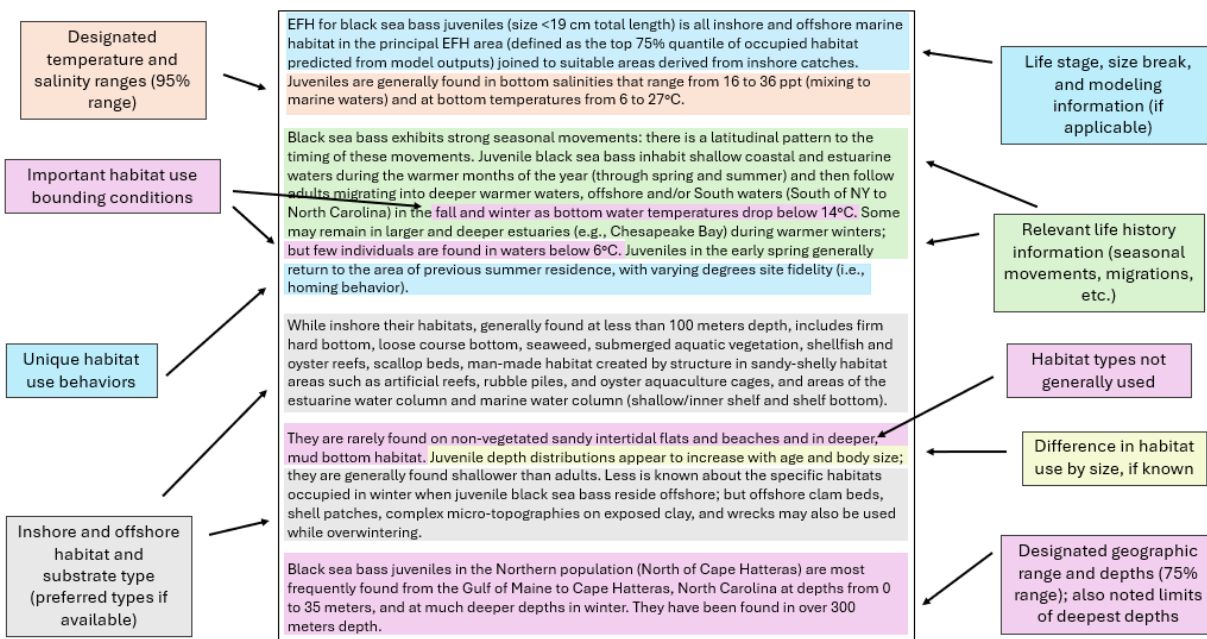 Designated
temperature and
salinity ranges (95%
range)
Important habitat use
bounding conditions
Unique habitat
use behaviors
Inshore and offshore
habitat and
substrate type
(preferred types if
available)
EFH for black sea bass juveniles (size <19 cm total length) is all inshore and offshore marine
habitat in the principal EFH area (defined as the top 75% quantile of occupied habitat
predicted from model outputs) joined to suitable areas derived from inshore catches.
Juveniles are generally found in bottom salinities that range from 16 to 36 ppt (mixing to
marine waters) and at bottom temperatures from 6 to 27°C.
Black sea bass exhibits strong seasonal movements: there is a latitudinal pattern to the
timing of these movements. Juvenile black sea bass inhabit shallow coastal and estuarine
waters during the warmer months of the year (through spring and summer) and then follow
adults migrating into deeper warmer waters, offshore and/or South waters (South of NY to
North Carolina) in the fall and winter as bottom water temperatures drop below 14°C. Some
may remain in larger and deeper estuaries (e.g., Chesapeake Bay) during warmer winters;
but few individuals are found in waters below 6°C. Juveniles in the early spring generally
return to the area of previous summer residence, with varying degrees site fidelity (i.e.,
homing behavior).
While inshore their habitats, generally found at less than 100 meters depth, includes firm
hard bottom, loose course bottom, seaweed, submerged aquatic vegetation, shellfish and
oyster reefs, scallop beds, man-made habitat created by structure in sandy-shelly habitat
areas such as artificial reefs, rubble piles, and oyster aquaculture cages, and areas of the
estuarine water column and marine water column (shallow/inner shelf and shelf bottom).
They are rarely found on non-vegetated sandy intertidal flats and beaches and in deeper,
mud bottom habitat. Juvenile depth distributions appear to increase with age and body size;
they are generally found shallower than adults. Less is known about the specific habitats
occupied in winter when juvenile black sea bass reside offshore; but offshore clam beds,
shell patches, complex micro-topographies on exposed clay, and wrecks may also be used
while overwintering.
Black sea bass juveniles in the Northern population (North of Cape Hatteras) are most
frequently found from the Gulf of Maine to Cape Hatteras, North Carolina at depths from 0
to 35 meters, and at much deeper depths in winter. They have been found in over 300
meters depth.
Life stage, size break,
and modeling
information (if
applicable)
Relevant life history
information (seasonal
movements, migrations,
etc.)
Habitat types not
generally used
Difference in habitat
use by size, if known
Designated geographic
range and depths (75%
range); also noted limits
of deepest depths